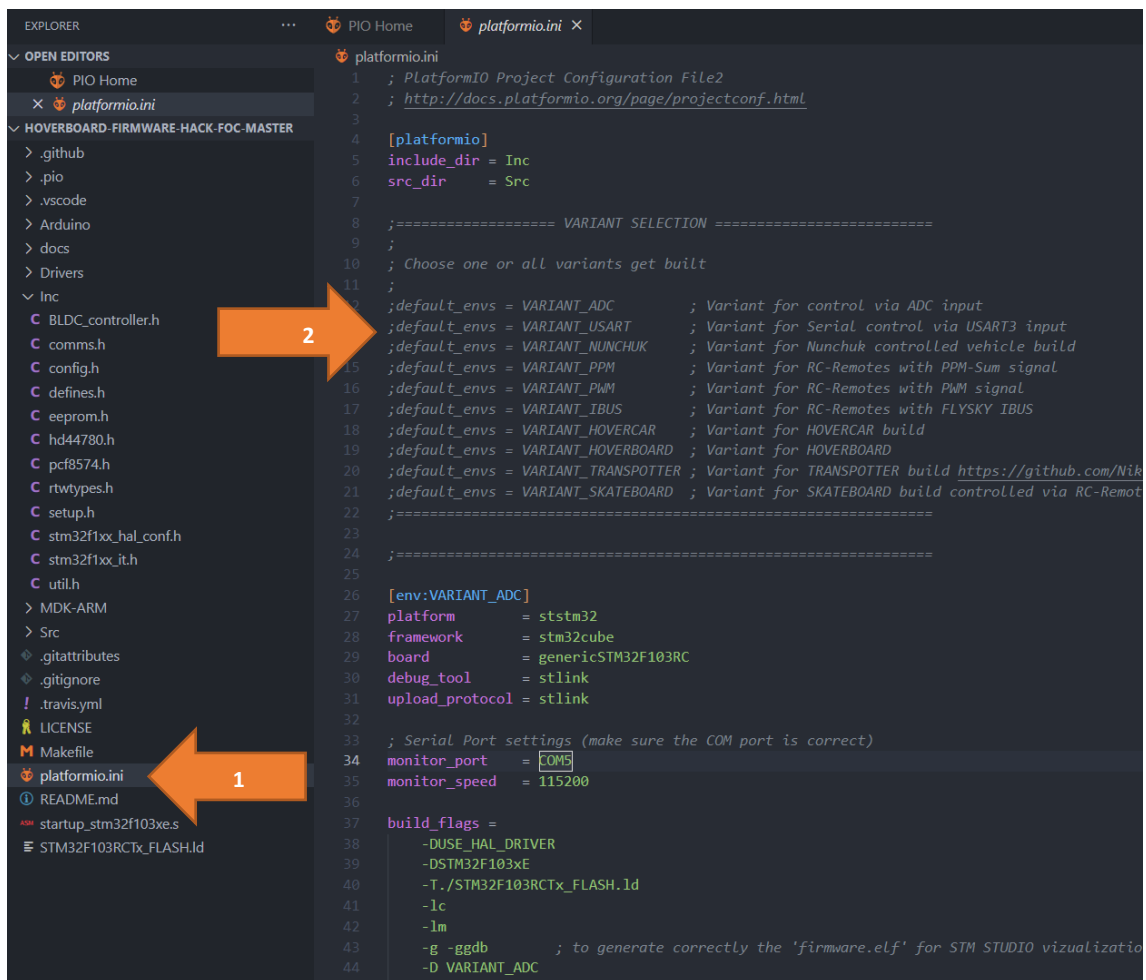 EXPLORER ...
OPEN EDITORS
PIO Home
platformio.ini
HOVERBOARD-FIRMWARE-HACK-FOC-MASTER
.github
.pio
.vscode
Arduino
docs
Drivers
Inc
C BLDC_controller.h
C comms.h
C config.h
C defines.h
C eeprom.h
C hd44780.h
C pcf8574.h
C rtwtypes.h
C setup.h
C stm32f1xx_hal_conf.h
C stm32f1xx_it.h
C util.h
MDK-ARM
Src
.gitattributes
.gitignore
! .travis.yml
LICENSE
M Makefile
platformio.ini
README.md
ASM startup_stm32f103xe.s
STM32F103RCTx_FLASH.ld
1
2
PIO Home platformio.ini
platformio.ini
1 ; PlatformIO Project Configuration File2
2 ; http://docs.platformio.org/page/projectconf.html
3
4 [platformio]
5 include_dir = Inc
6 src_dir = Src
7
8 ;=================== VARIANT SELECTION ==========================
9 ;
10 ; Choose one or all variants get built
11 ;
12 ;default_envs = VARIANT_ADC ; Variant for control via ADC input
;default_envs = VARIANT_USART ; Variant for Serial control via USART3 input
;default_envs = VARIANT_NUNCHUK ; Variant for Nunchuk controlled vehicle build
15 ;default_envs = VARIANT_PPM ; Variant for RC-Remotes with PPM-Sum signal
16 ;default_envs = VARIANT_PWM ; Variant for RC-Remotes with PWM signal
17 ;default_envs = VARIANT_IBUS ; Variant for RC-Remotes with FLYSKY IBUS
18 ;default_envs = VARIANT_HOVERCAR ; Variant for HOVERCAR build
19 ;default_envs = VARIANT_HOVERBOARD ; Variant for HOVERBOARD
20 ;default_envs = VARIANT_TRANSPOTTER ; Variant for TRANSPOTTER build https://github.com/Nik
21 ;default_envs = VARIANT_SKATEBOARD ; Variant for SKATEBOARD build controlled via RC-Remot
22 ;================================================================
23
24 ;================================================================
25
26 [env:VARIANT_ADC]
27 platform = ststm32
28 framework = stm32cube
29 board = genericSTM32F103RC
30 debug_tool = stlink
31 upload_protocol = stlink
32
33 ; Serial Port settings (make sure the COM port is correct)
34 monitor_port = COM5
35 monitor_speed = 115200
36
37 build_flags =
38 -DUSE_HAL_DRIVER
39 -DSTM32F103xE
40 -T./STM32F103RCTx_FLASH.ld
41 -lc
42 -lm
43 -g -ggdb ; to generate correctly the 'firmware.elf' for STM STUDIO vizualizatio
44 -D VARIANT_ADC